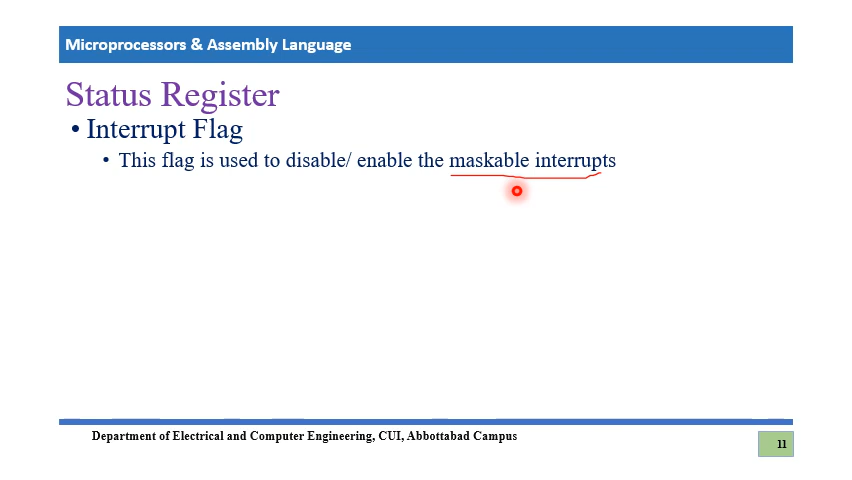 Microprocessors & Assembly Language
Status Register
• Interrupt Flag
• This flag is used to disable/ enable the maskable interrupts
Department of Electrical and Computer Engineering, CUI, Abbottabad Campus
11